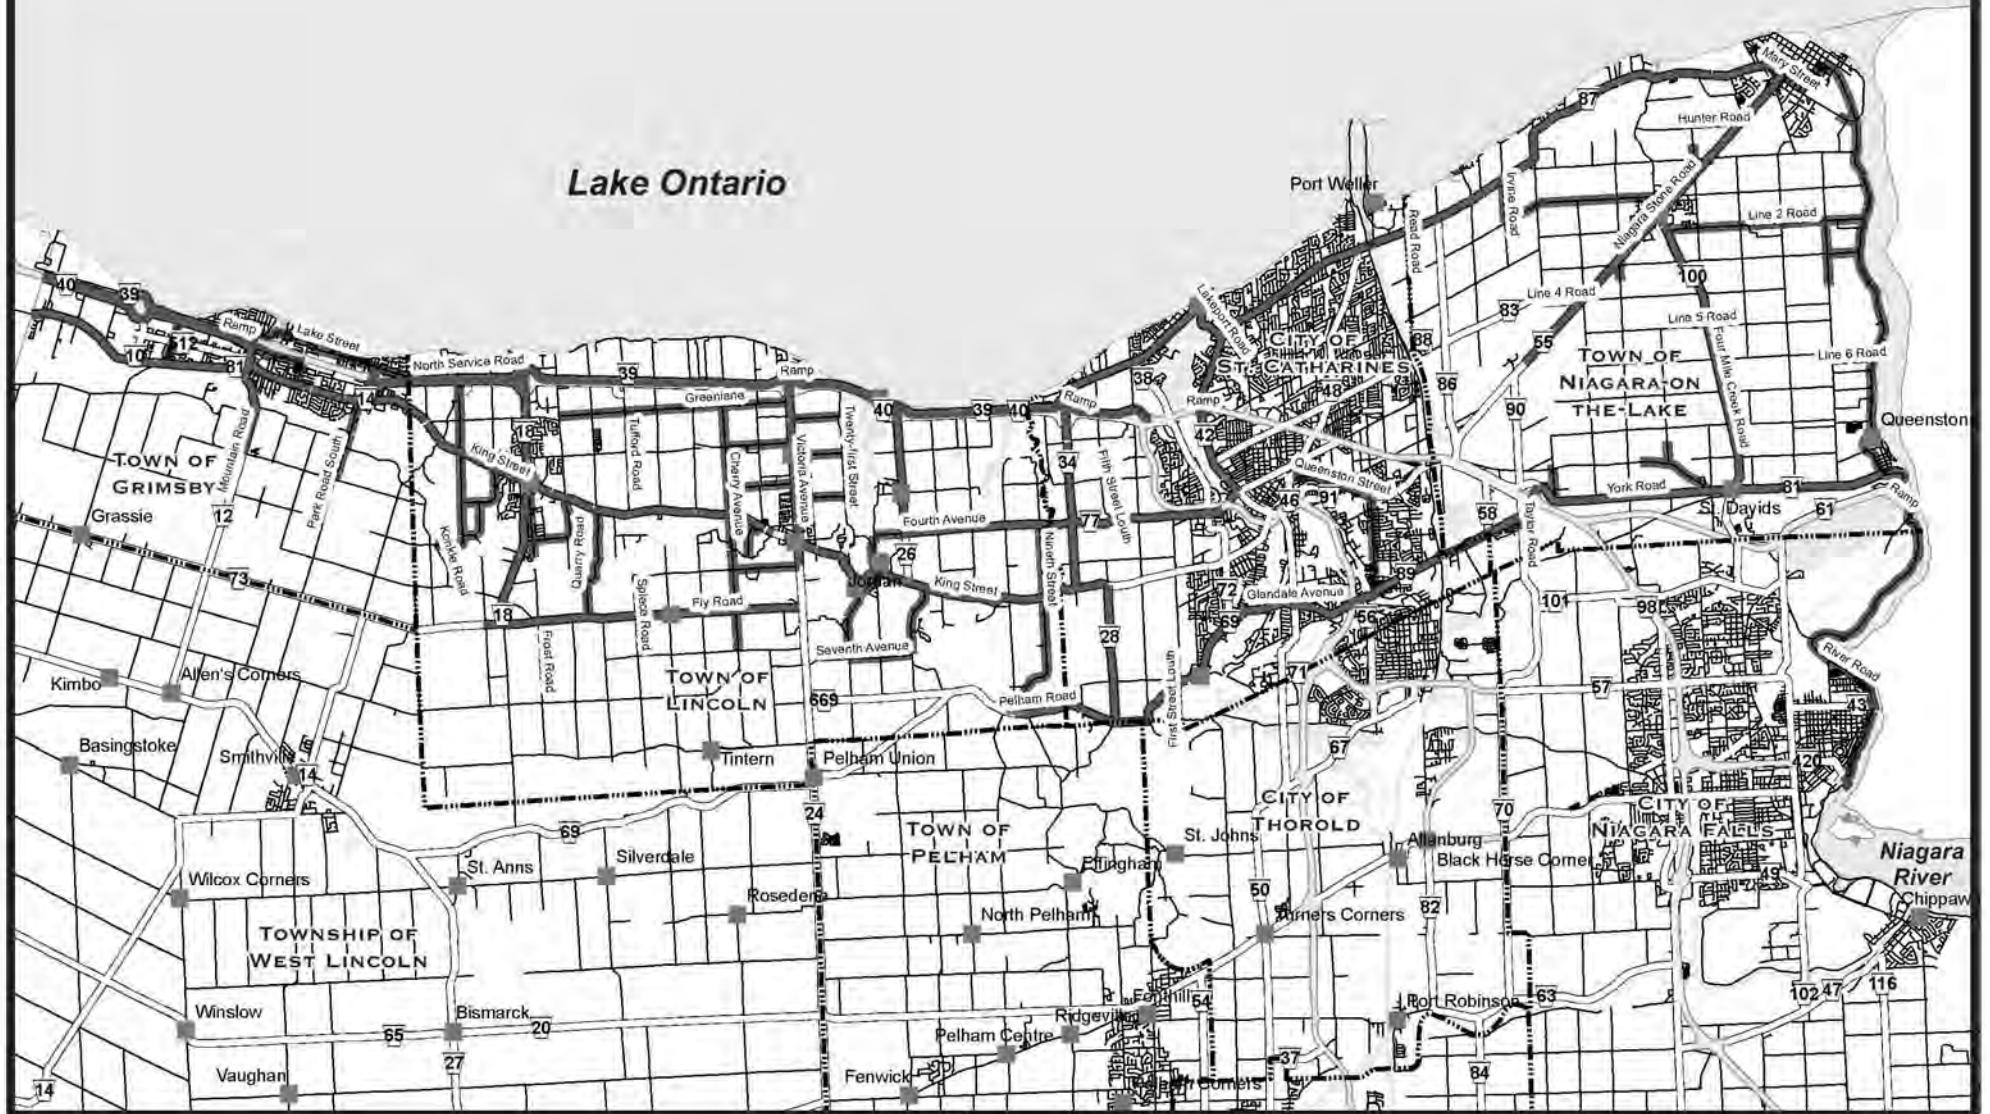 Mary Street
87
Hunter Road
Lake Ontario
Port Weller
Irvine Road
Niagara Stone Road
Line 2 Road
Read Road
40
39
100
Line 4 Road
Lakeport Road
83
Line 5 Road
Ramp
Lake Street
512
10
CITY OF
ST. CATHARINES
88
55
TOWN OF
NIAGARA-ON
THE-LAKE
Four Mile Creek Road
Line 6 Road
81
North Service Road
39
Ramp
38
86
48
14
Greenlane
40
39
40
Ramp
Ramp
90
Queenston
Mountain Road
Park Road South
18
King Street
Tufford Road
Cherry Avenue
Victoria Avenue
Twenty-first Street
34
Fifth Street Louth
42
Queenston Street
TOWN OF
GRIMSBY
Grassie
12
46
91
York Road
81
Ramp
58
St. Davids
61
Fourth Avenue
77
Konkle Road
Quarry Road
26
Jordan
Nineth Street
Taylor Road
73
Spiece Road
Fly Road
King Street
72
Glendale Avenue
89
101
98
18
69
56
Frost Road
28
Seventh Avenue
River Road
Kimbo
Allen's Corners
TOWN OF
LINCOLN
669
Pelham Road
First Street Louth
71
57
43
Basingstoke
Smithville
14
Tintern
Pelham Union
67
420
24
CITY OF
THOROLD
70
CITY OF
NIAGARA FALLS
69
TOWN OF
PELHAM
St. Johns
Allanburg
Black Horse Corner
Niagara
River
Wilcox Corners
St. Anns
Silverdale
Effingham
49
Chippaw
Rosedene
50
82
North Pelham
Turners Corners
TOWNSHIP OF
WEST LINCOLN
Winslow
Bismarck
65
20
27
Fonthill
54
Ridgeville
Pelham Centre
Port Robinson
63
102
47
116
Vaughan
14
Fenwick
37
84
Corners